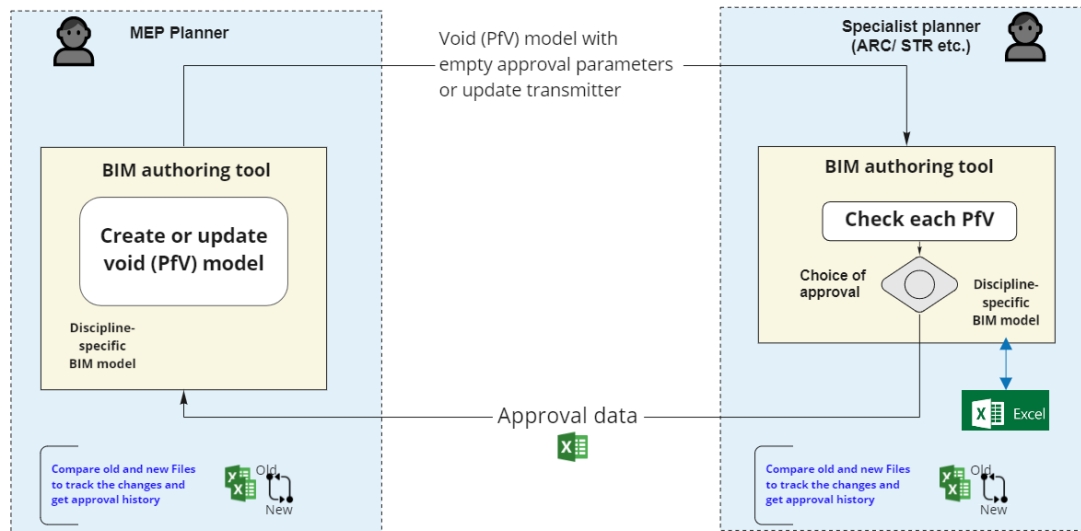 MEP Planner
Specialist planner
(ARC/ STR etc.)
Void (PfV) model with
empty approval parameters
or update transmitter
BIM authoring tool
Create or update
void (PfV) model
Discipline-
specific
BIM model
BIM authoring tool
Check each PfV
Choice of
approval
Discipline-
specific
BIM model
X Excel
Approval data
X
Compare old and new Files
to track the changes and
get approval history
X
X
Old
New
Compare old and new Files
to track the changes and
get approval history
X
X
Old
New